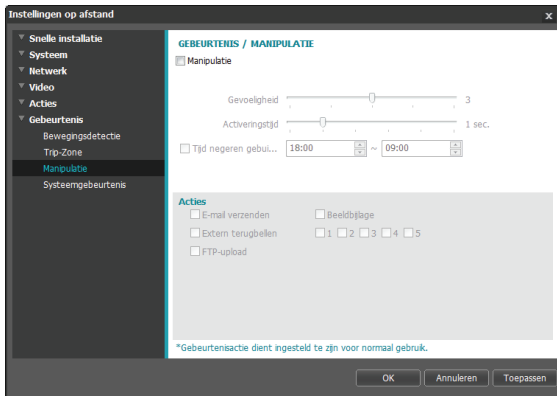 Instellingen op afstand
x
Snelle installatie
Systeem
Netwerk
Video
Acties
Gebeurtenis
Bewegingsdetectie
Trip-Zone
Manipulatie
Systeemgebeurtenis
GEBEURTENIS / MANIPULATIE
Manipulatie
Gevoeligheid 3
Activeringstijd 1 sec.
Tijd negeren gebui... 18:00 ~ 09:00
Acties
E-mail verzenden Beeldbijlage
Extern terugbellen 1 2 3 4 5
FTP-upload
*Gebeurtenisactie dient ingesteld te zijn voor normaal gebruik.
OK Annuleren Toepassen